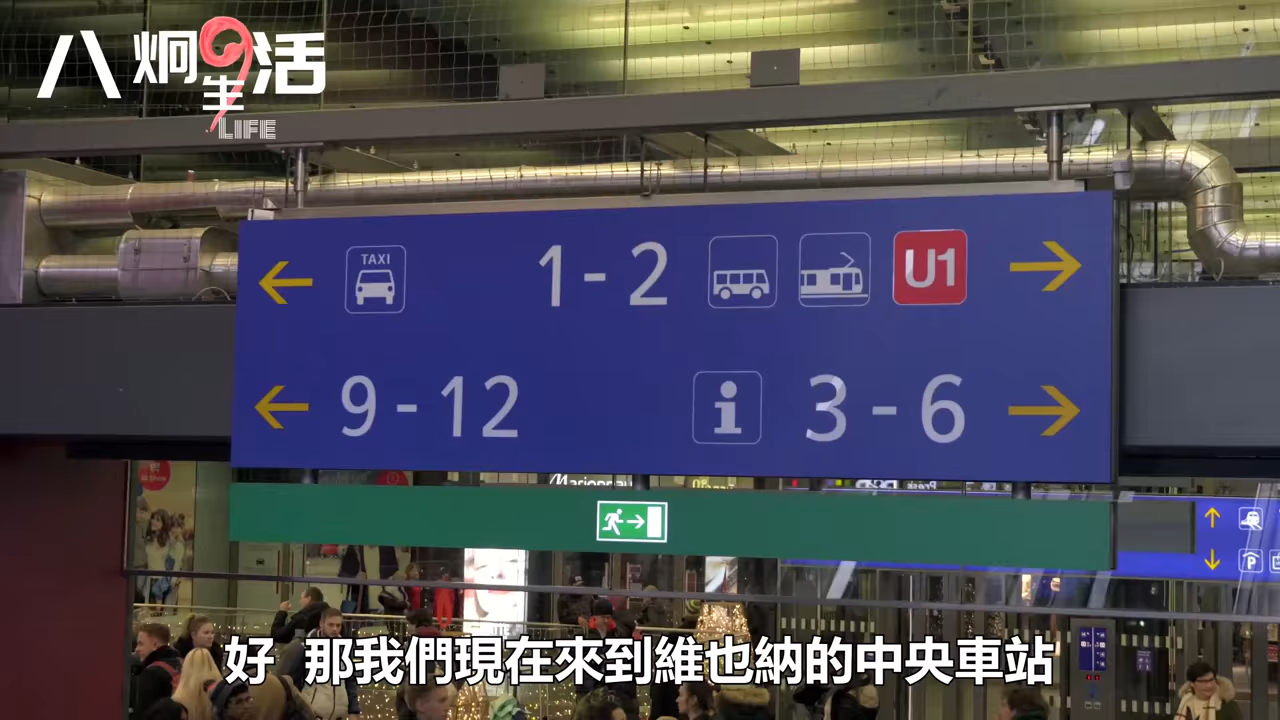 八炯生活
LIFE
TAXI
1 - 2
U1
9 - 12
i
3 - 6
P
好 那我們現在來到維也納的中央車站